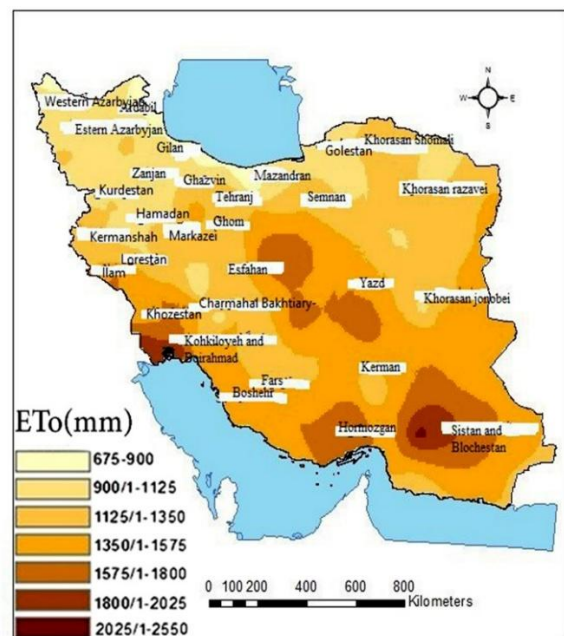 N
W E
S
Western Azarbyjan
Ardabil
Estern Azarbyjan
Gilan
Golestan
Khorasan Shomali
Zanjan
Ghazvin
Mazandran
Kurdestan
Tehranj
Semnan
Khorasan razavei
Hamadan
Ghom
Kermanshah
Markazei
Lorestan
Ilam
Esfahan
Yazd
Khorasan jonobei
Charmahal Bakhtiary-
Khozestan
Kohkiloyeh and
Boirahmad
Kerman
Fars
Boshehr
Hormozgan
Sistan and
Blochestan
ETo(mm)
675-900
900/1-1125
1125/1-1350
1350/1-1575
1575/1-1800
1800/1-2025
2025/1-2550
0 100 200 400 600 800
Kilometers